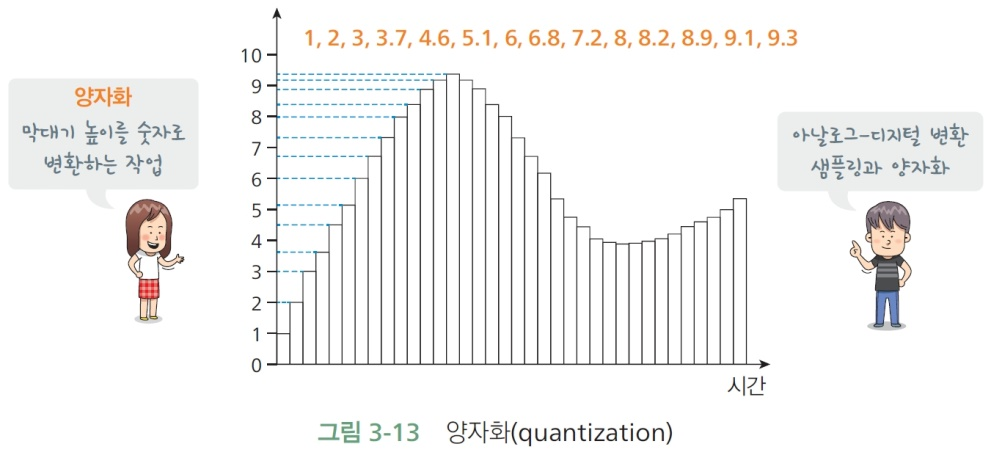 1, 2, 3, 3.7, 4.6, 5.1, 6, 6.8, 7.2, 8, 8.2, 8.9, 9.1, 9.3
양자화
막대기 높이를 숫자로
변환하는 작업
10
9
8
7
6
5
4
3
2
1
0
시간
아날로그-디지털 변환
샘플링과 양자화
그림 3-13 양자화(quantization)